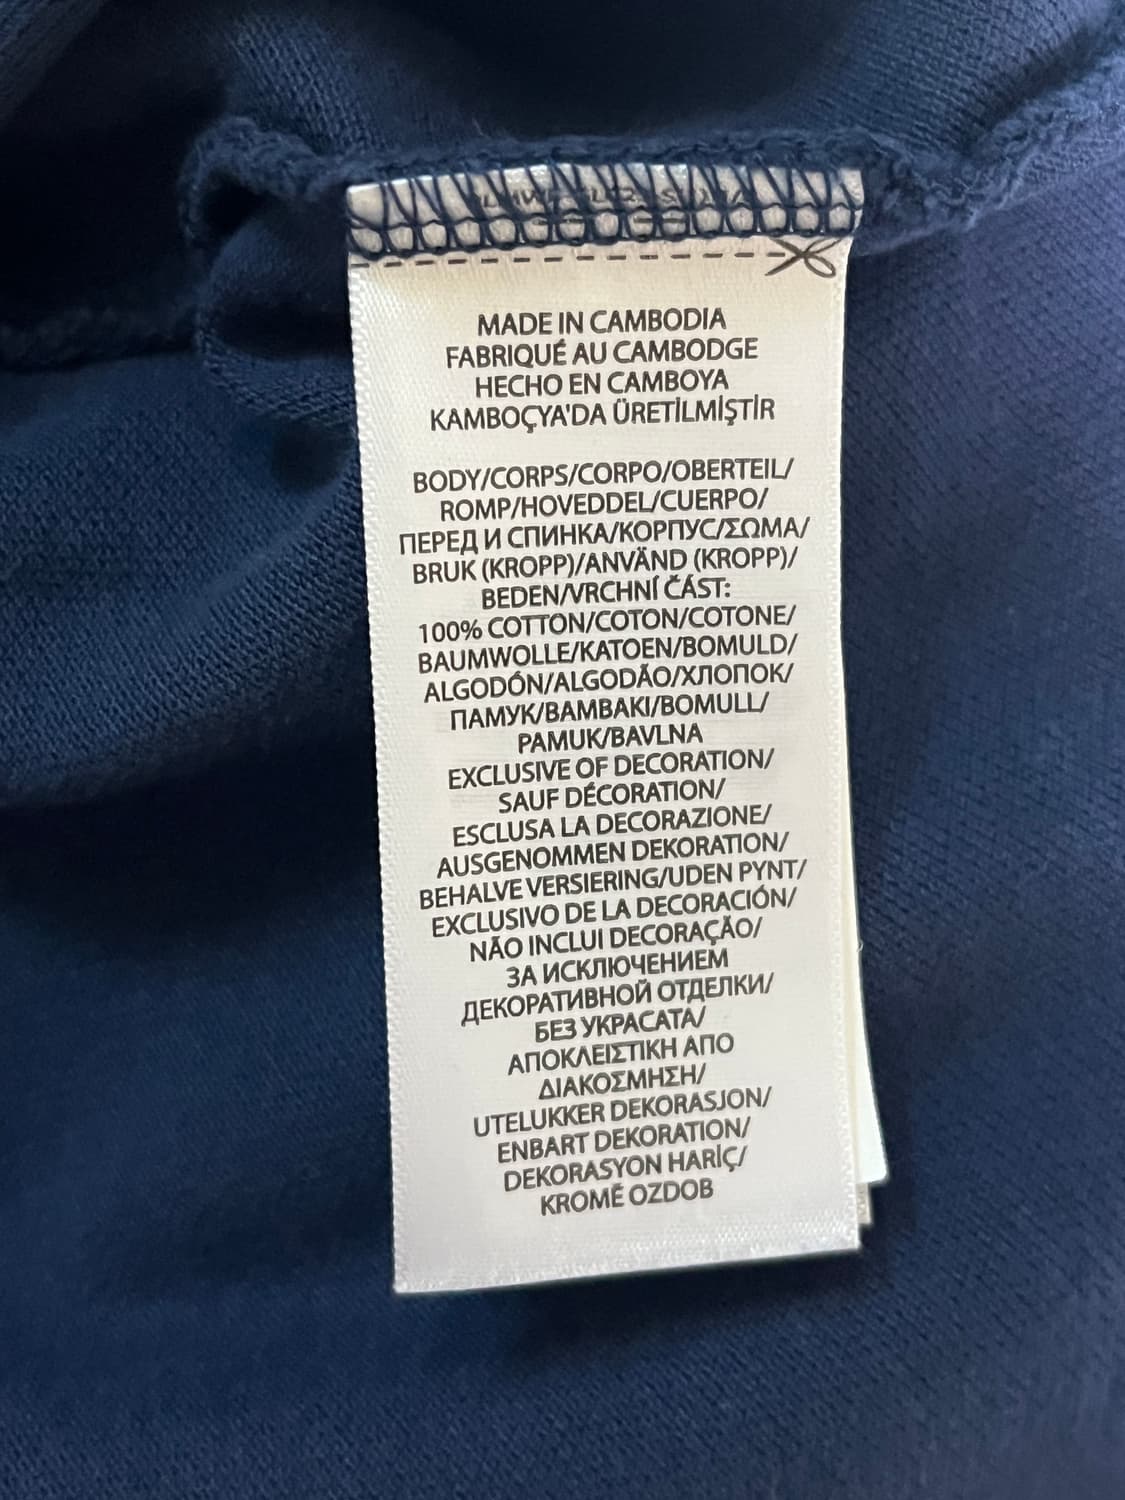 MADE IN CAMBODIA
FABRIQUÉ AU CAMBODGE
HECHO EN CAMBOYA
KAMBOÇYA'DA ÜRETİLMİŞTİR
BODY/CORPS/CORPO/OBERTEIL/
ROMP/HOVEDDEL/CUERPO/
ПЕРЕД И СПИНКА/КОРПУС/ΣΩΜΑ/
BRUK (KROPP)/ANVÄND (KROPP)/
BEDEN/VRCHNÍ ČÁST:
100% COTTON/COTON/COTONE/
BAUMWOLLE/KATOEN/BOMULD/
ALGODÓN/ALGODÃO/ХЛОПОК/
ПАМУК/ΒΑΜΒΑΚΙ/BOMULL/
PAMUK/BAVLNA
EXCLUSIVE OF DECORATION/
SAUF DÉCORATION/
ESCLUSA LA DECORAZIONE/
AUSGENOMMEN DEKORATION/
BEHALVE VERSIERING/UDEN PYNT/
EXCLUSIVO DE LA DECORACIÓN/
NÃO INCLUI DECORAÇÃO/
ЗА ИСКЛЮЧЕНИЕМ
ДЕКОРАТИВНОЙ ОТДЕЛКИ/
БЕЗ УКРАСАТА/
ΑΠΟΚΛΕΙΣΤΙΚΗ ΑΠΟ
ΔΙΑΚΟΣΜΗΣΗ/
UTELUKKER DEKORASJON/
ENBART DEKORATION/
DEKORASYON HARİÇ/
KROMĚ OZDOB